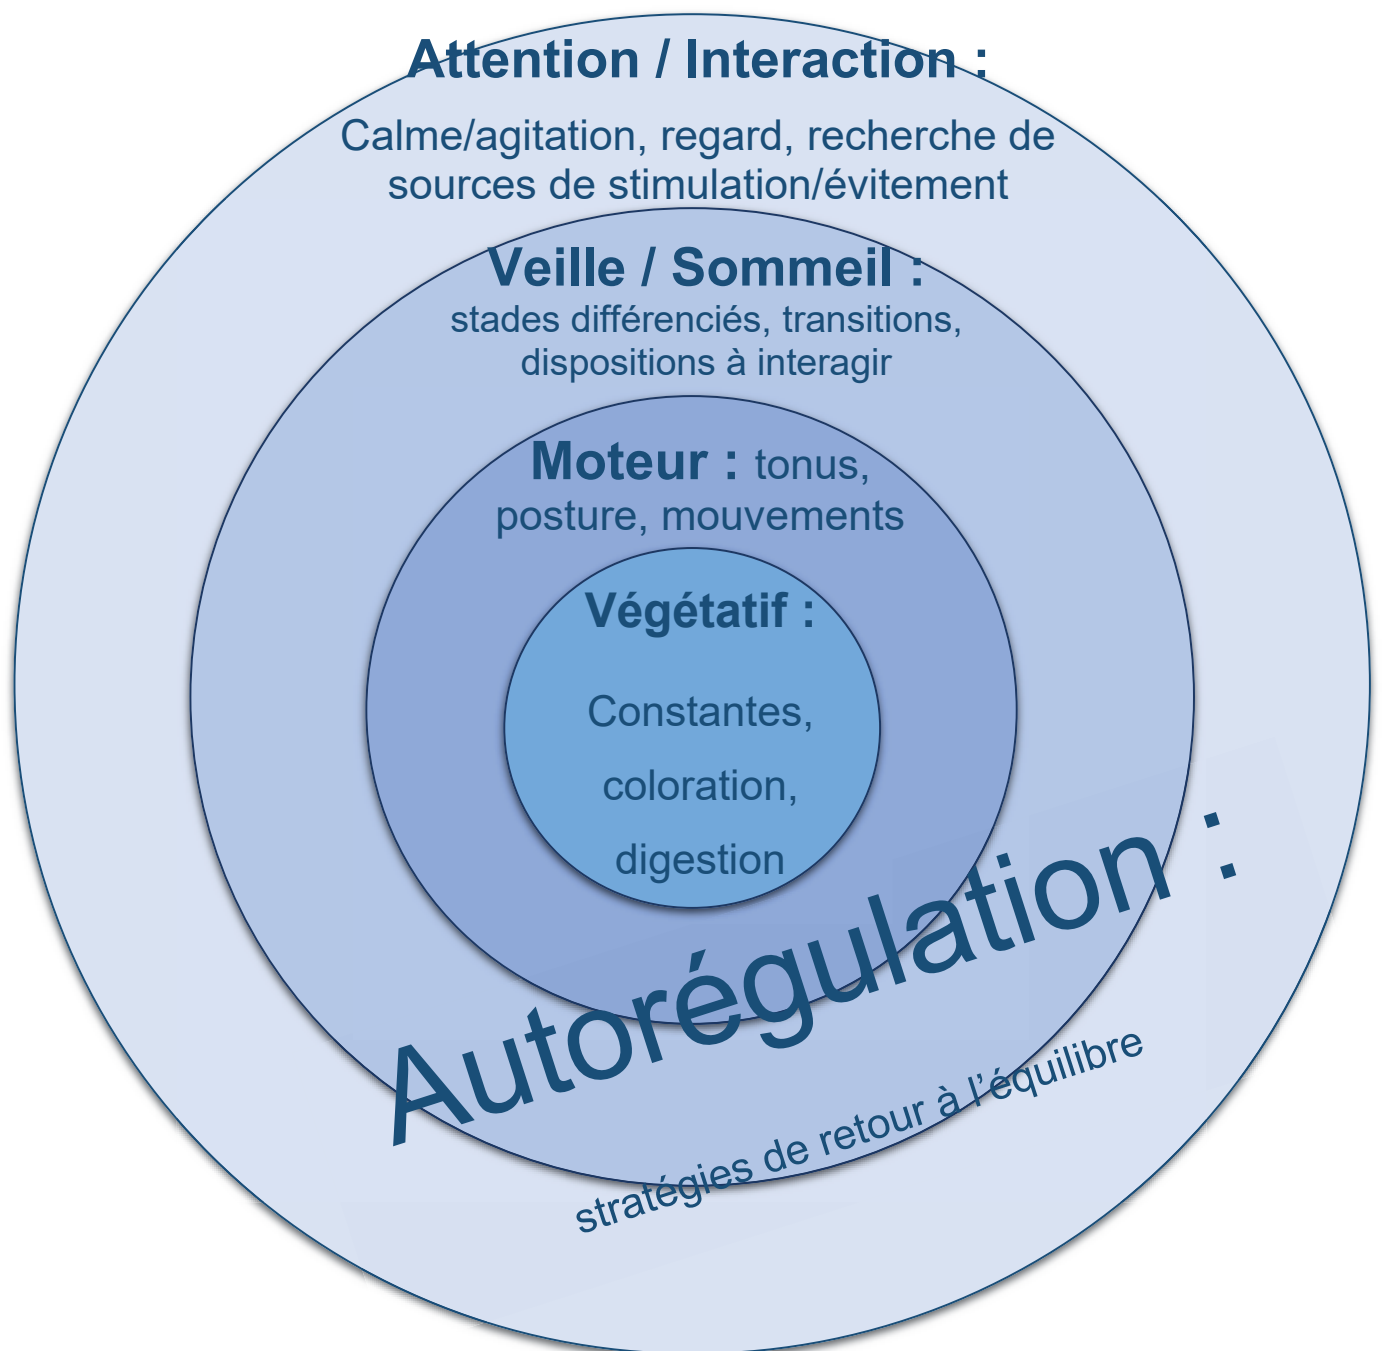 Attention / Interaction :
Calme/agitation, regard, recherche de
sources de stimulation/évitement
Veille / Sommeil :
stades différenciés, transitions,
dispositions à interagir
Moteur : tonus,
posture, mouvements
Végétatif :
Constantes,
coloration,
digestion
Autorégulation :
stratégies de retour à l’équilibre